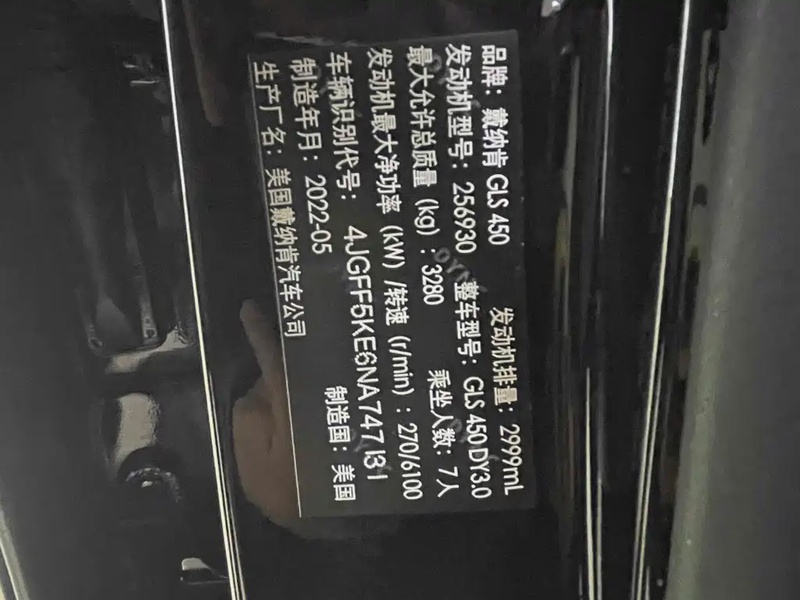 品牌：戴纳肯 GLS 450 发动机排量：2999mL
发动机型号：256930 整车型号：GLS 450 DY3.0
最大允许总质量（kg）：3280 乘坐人数：7人
发动机最大净功率（kW）/转速（r/min）：270/6100
车辆识别代号：4JGFF5KE6NA747131
制造年月：2022-05 制造国：美国
生产厂名：美国戴纳肯汽车公司